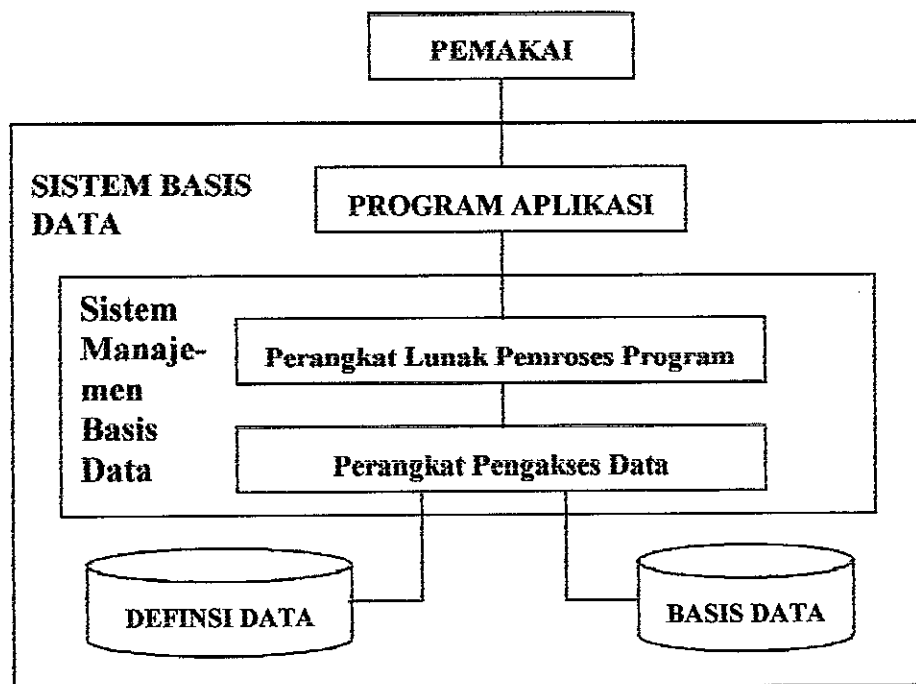 PEMAKAI
SISTEM BASIS
DATA
PROGRAM APLIKASI
Sistem
Manaje-
men
Basis
Data
Perangkat Lunak Pemroses Program
Perangkat Pengakses Data
DEFINSI DATA
BASIS DATA